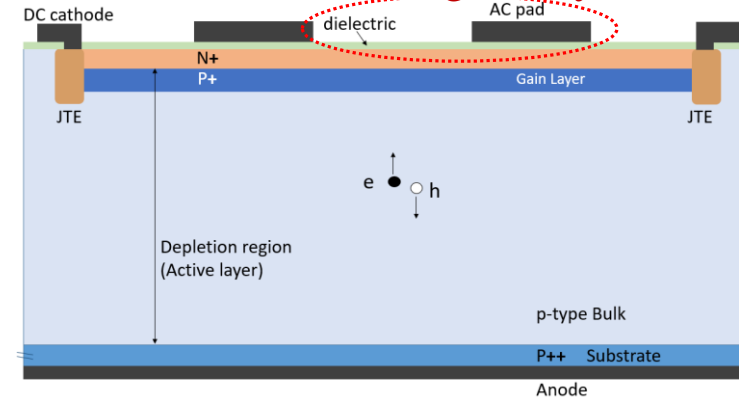 DC cathode
AC pad
dielectric
N+
P+
Gain Layer
JTE
JTE
e
h
Depletion region
(Active layer)
p-type Bulk
P++ Substrate
Anode